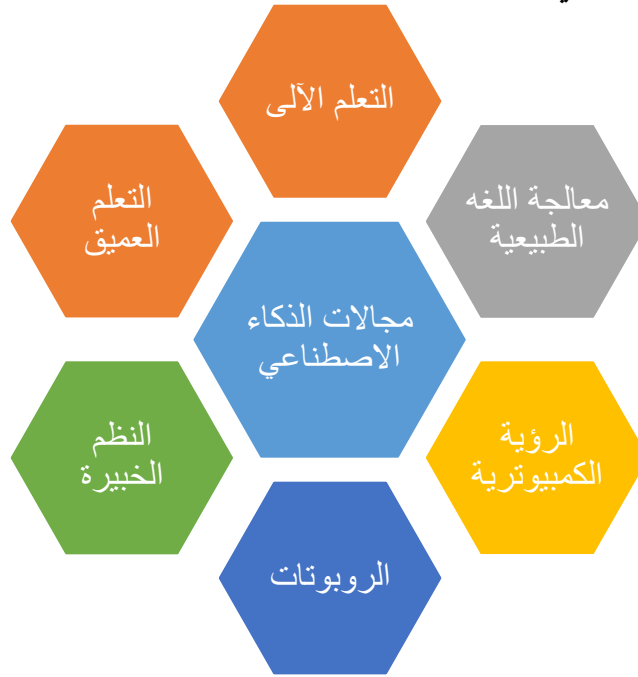 التعلم الآلى
معالجة اللغه
الطبيعية
التعلم
العميق
مجالات الذكاء
الاصطناعي
الرؤية
الكمبيوترية
النظم
الخبيرة
الروبوتات